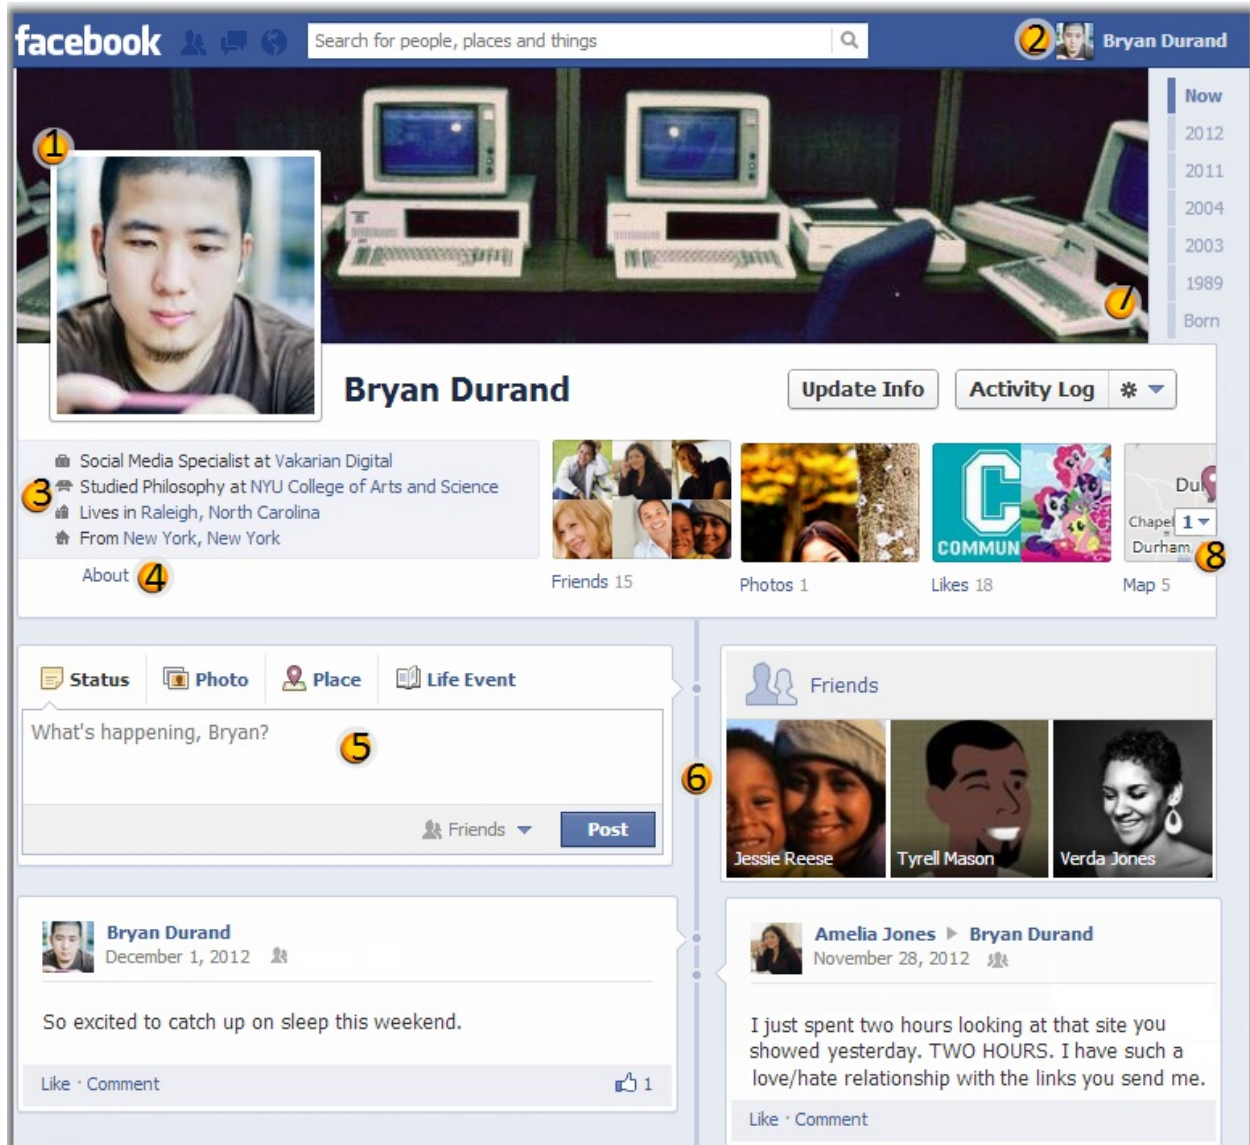 facebook
Search for people, places and things
2
Bryan Durand
Now
2012
2011
2004
2003
1989
Born
1
7
Bryan Durand
Update Info
Activity Log
Social Media Specialist at Vakarian Digital
3
Studied Philosophy at NYU College of Arts and Science
Lives in Raleigh, North Carolina
From New York, New York
About
4
COMMUN
Du
Chapel
1
Durham
8
Friends 15
Photos 1
Likes 18
Map 5
Status
Photo
Place
Life Event
What's happening, Bryan?
5
Friends
Post
6
Friends
Jessie Reese
Tyrell Mason
Verda Jones
Bryan Durand
December 1, 2012
So excited to catch up on sleep this weekend.
Like · Comment
1
Amelia Jones ▶ Bryan Durand
November 28, 2012
I just spent two hours looking at that site you
showed yesterday. TWO HOURS. I have such a
love/hate relationship with the links you send me.
Like · Comment